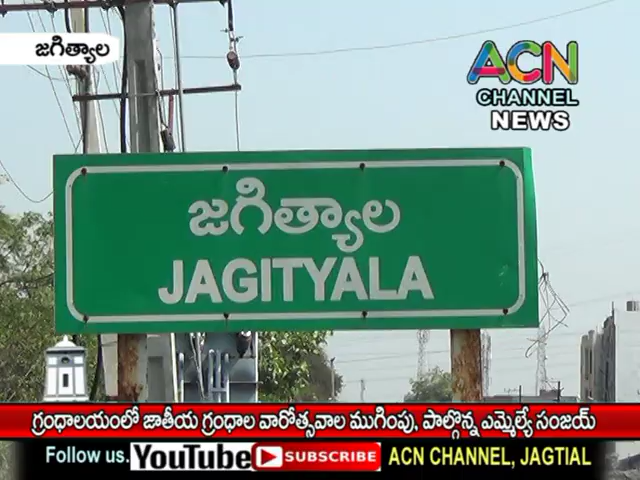 జగిత్యాల
ACN
CHANNEL
NEWS
జగిత్యాల
JAGITYALA
గ్రంధాలయంలో జాతీయ గ్రంధాల వారోత్సవాల ముగింపు. పాల్గొన్న ఎమ్మెల్యే సంజయ్
Follow us. YouTube SUBSCRIBE ACN CHANNEL, JAGTIAL